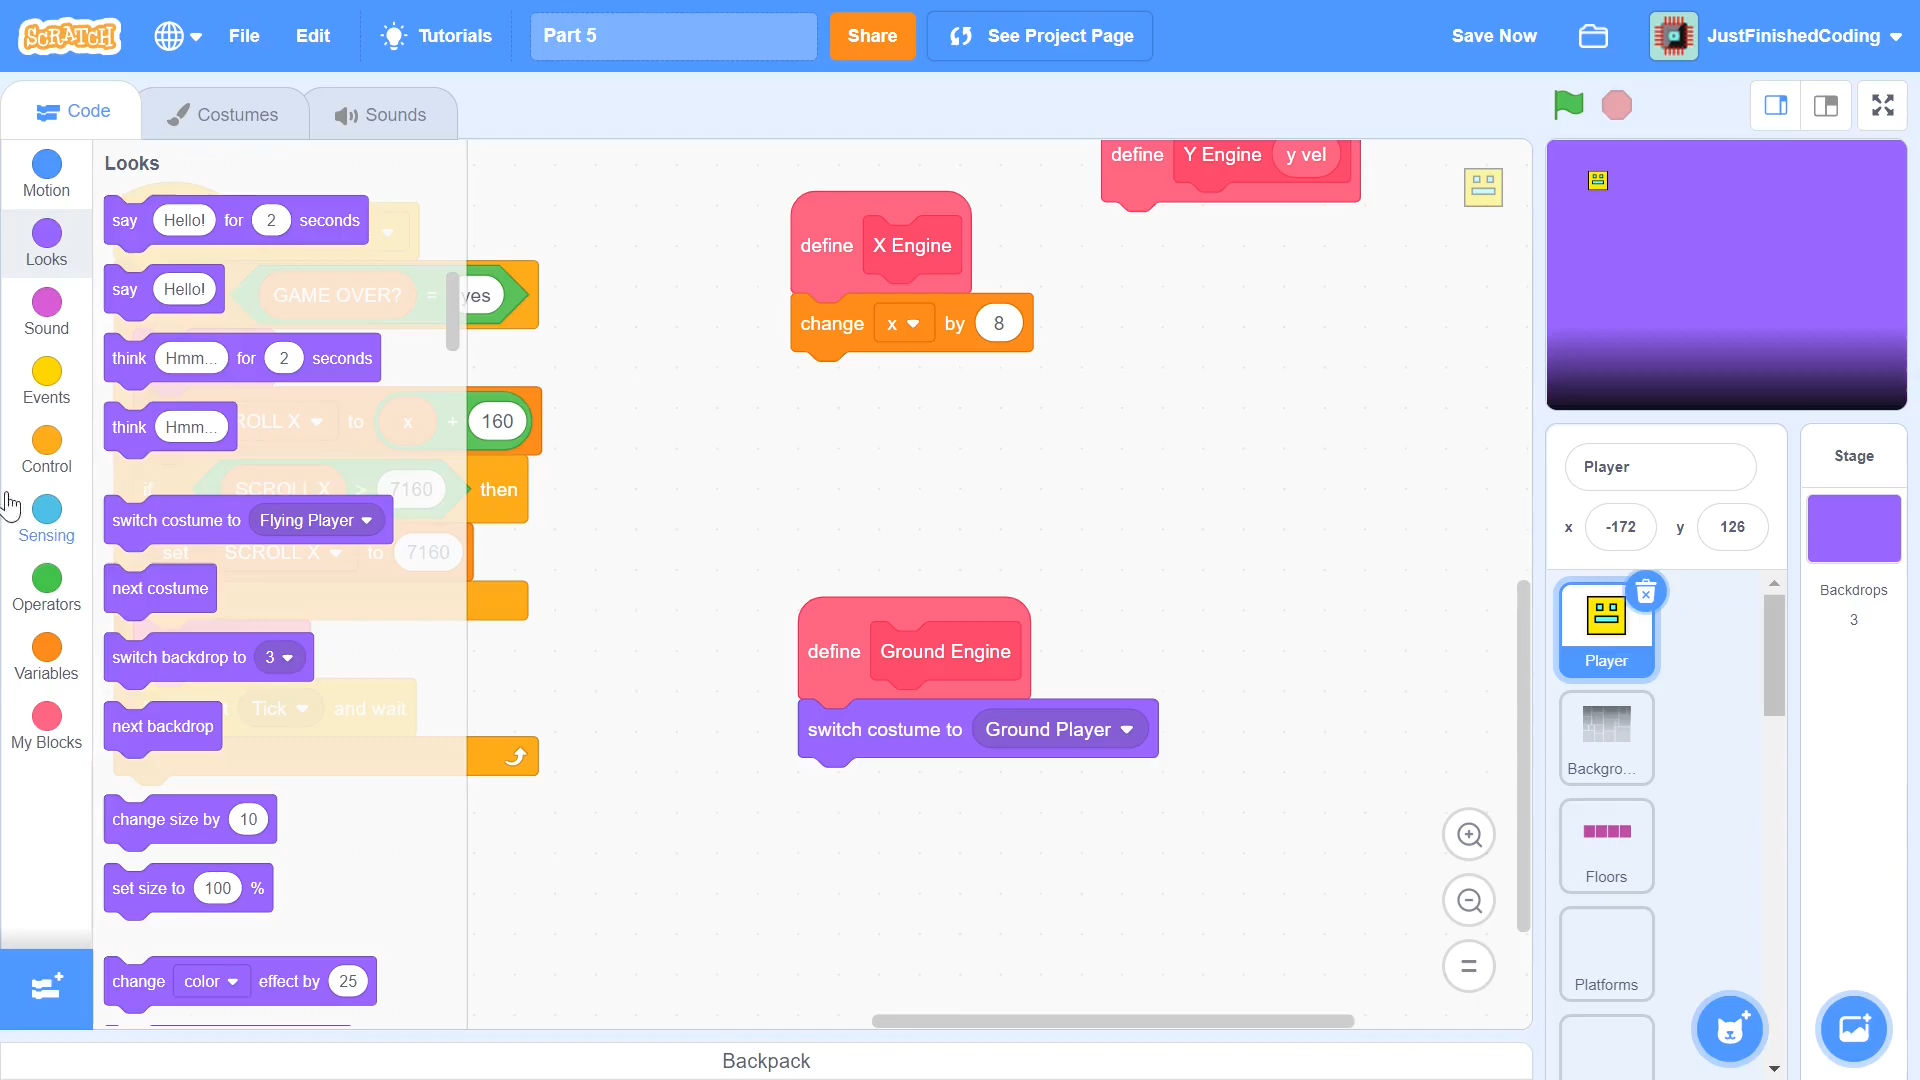 SCRATCH
File
Edit
Tutorials
Part 5
Share
See Project Page
Save Now
JustFinishedCoding
Code
Costumes
Sounds
Motion
Looks
Sound
Events
Control
Sensing
Operators
Variables
My Blocks
Looks
say Hello! for 2 seconds
say Hello!
think Hmm... for 2 seconds
think Hmm...
switch costume to Flying Player
next costume
switch backdrop to 3
next backdrop
change size by 10
set size to 100 %
change color effect by 25
GAME OVER? = yes
ROLL X to x + 160
if SCROLL X > 7160 then
set SCROLL X to 7160
Tick and wait
define Y Engine y vel
define X Engine
change x by 8
define Ground Engine
switch costume to Ground Player
Backpack
Player
x -172 y 126
Player
Backgro...
Floors
Platforms
Stage
Backdrops
3